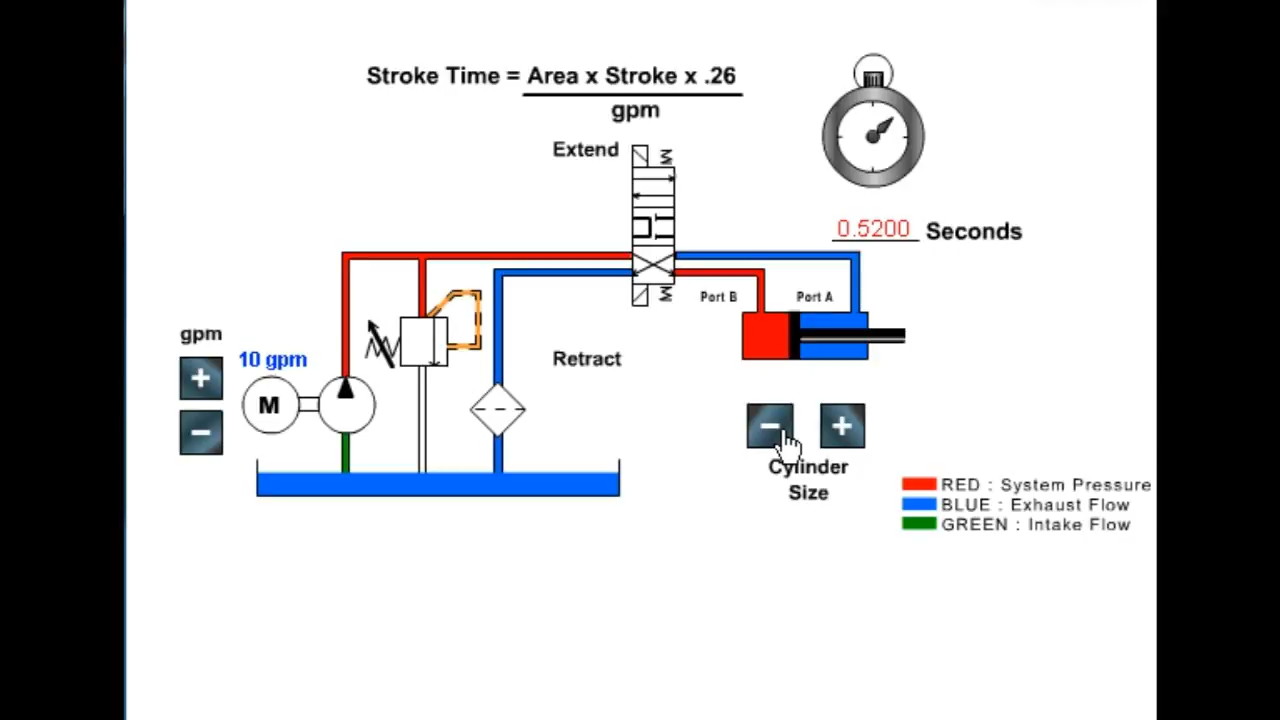 Stroke Time = Area x Stroke x .26
gpm
Extend
0.5200 Seconds
Port B
Port A
gpm
10 gpm
Retract
+
M
-
- +
Cylinder
Size
RED : System Pressure
BLUE : Exhaust Flow
GREEN : Intake Flow